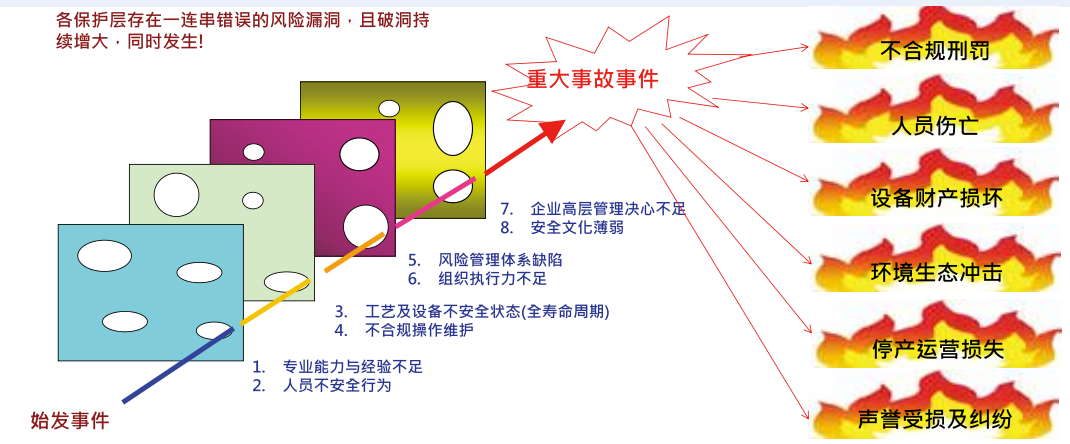 各保护层存在一连串错误的风险漏洞，且破洞持
续增大，同时发生!
重大事故事件
不合规刑罚
人员伤亡
设备财产损坏
环境生态冲击
停产运营损失
声誉受损及纠纷
7. 企业高层管理决心不足
8. 安全文化薄弱
5. 风险管理体系缺陷
6. 组织执行力不足
3. 工艺及设备不安全状态(全寿命周期)
4. 不合规操作维护
1. 专业能力与经验不足
2. 人员不安全行为
始发事件